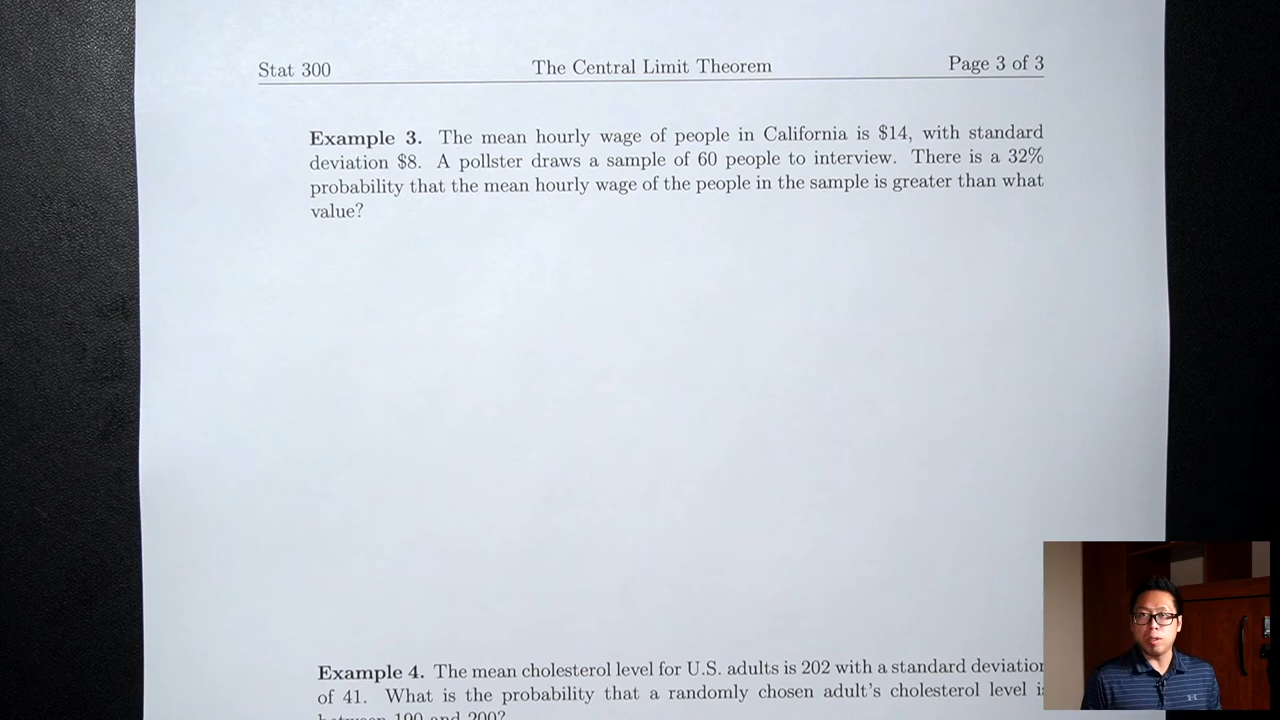 Stat 300 The Central Limit Theorem Page 3 of 3
Example 3. The mean hourly wage of people in California is $14, with standard
deviation $8. A pollster draws a sample of 60 people to interview. There is a 32%
probability that the mean hourly wage of the people in the sample is greater than what
value?
Example 4. The mean cholesterol level for U.S. adults is 202 with a standard deviation
of 41. What is the probability that a randomly chosen adult's cholesterol level is
between 190 and 200?